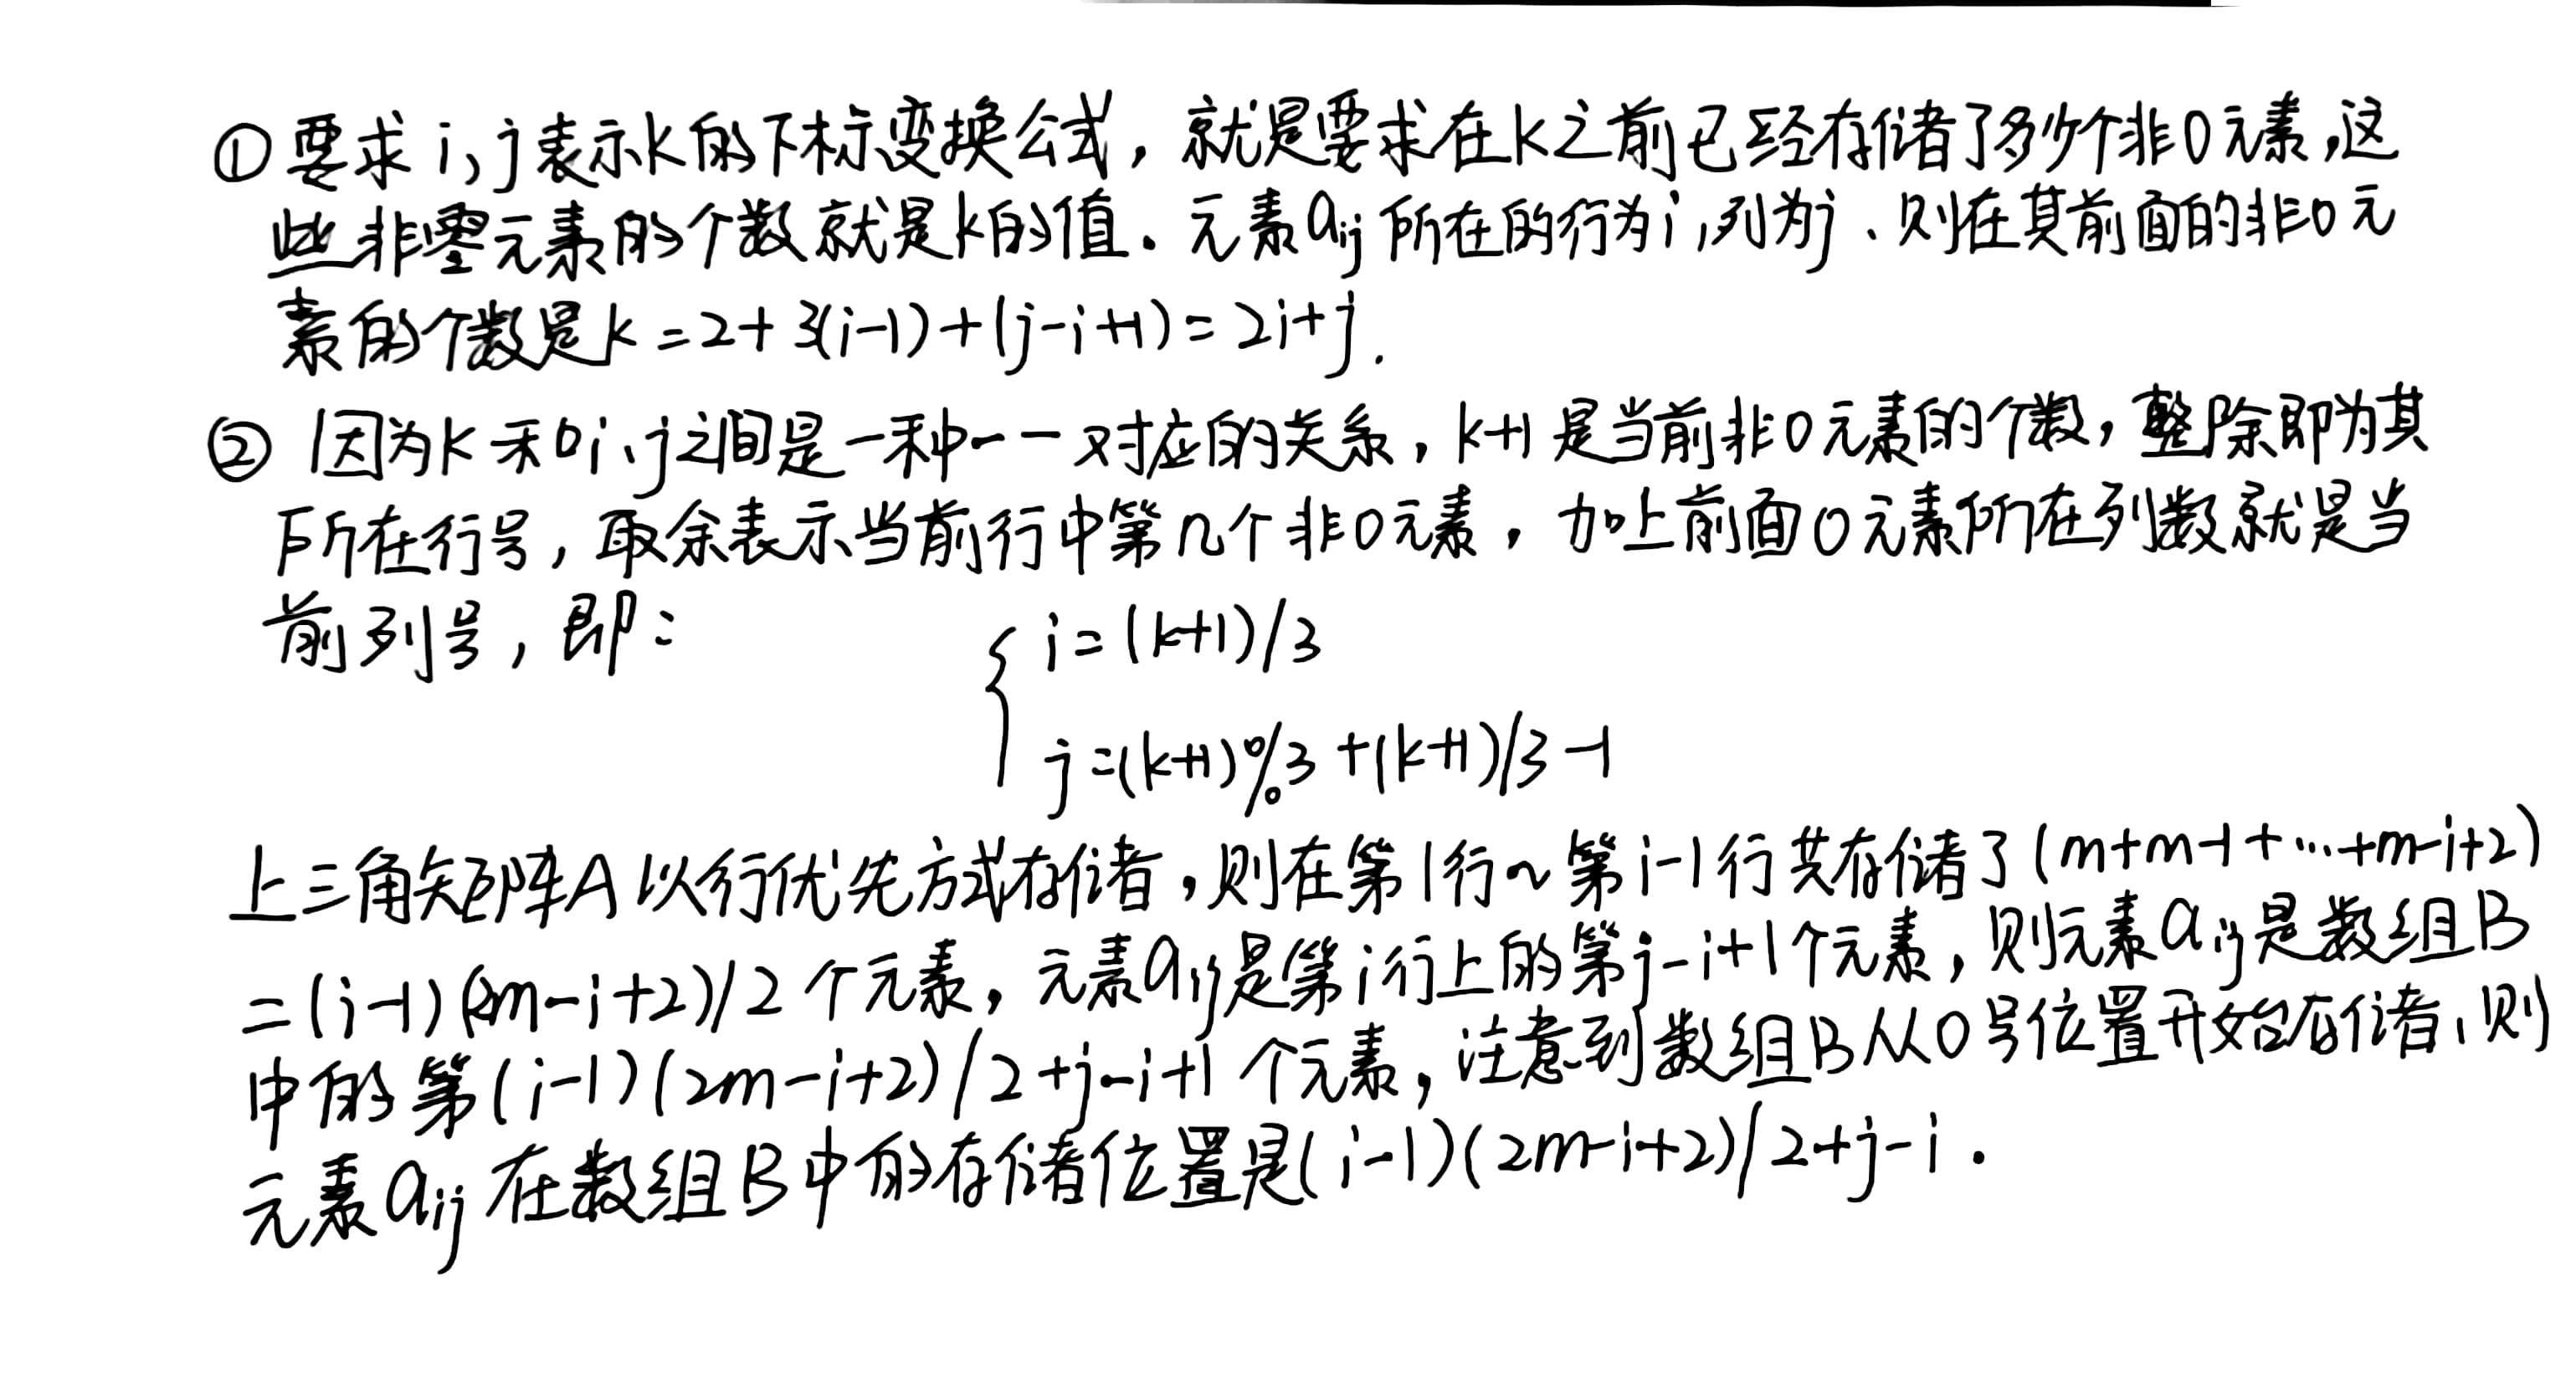 ①要求i,j表示k的下标变换公式，就是要求在k之前已经存储了多少个非0元素,这
些非零元素的个数就是k的值。元素aij所在的行为i,列为j、则在其前面的非0元
素的个数是k=2+3(i-1)+(j-i+1)=2i+j.
② 因为k和i、j之间是一种一一对应的关系，k+1是当前非0元素的个数，整除即为其
所在行号，取余表示当前行中第几个非0元素，加上前面0元素所在列数就是当
前列号，即：
i=(k+1)/3
j=(k+1)%3+(k+1)/3-1
上三角矩阵A以行优先方式存储，则在第1行~第i-1行共存储了(m+m-1+…+m-i+2)
=(i-1)(2m-i+2)/2个元素，元素aij是第i行上的第j-i+1个元素，则元素aij是数组B
中的第(i-1)(2m-i+2)/2+j-i+1个元素，注意到数组B从0号位置开始存储，则
元素aij在数组B中的存储位置是(i-1)(2m-i+2)/2+j-i.